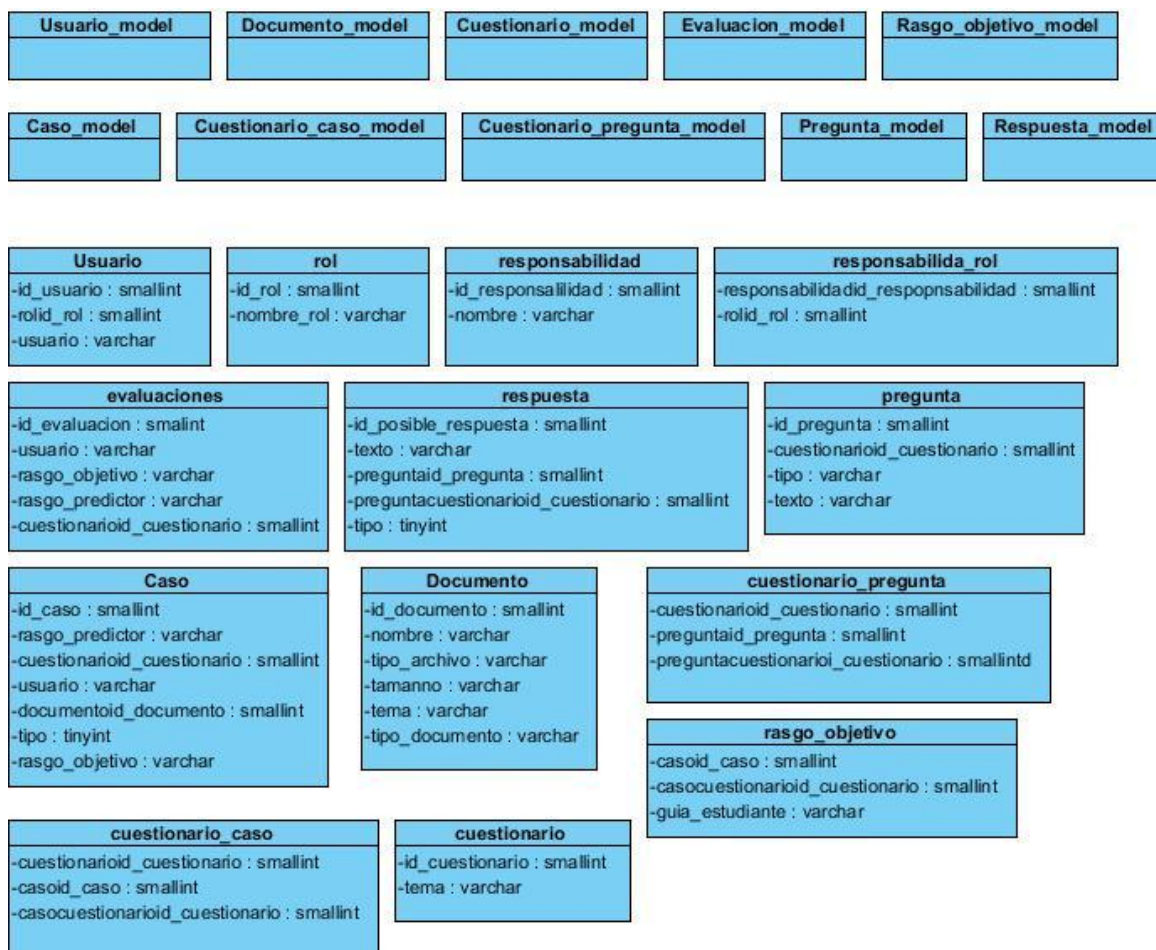 Usuario_model
Documento_model
Cuestionario_model
Evaluacion_model
Rasgo_objetivo_model
Caso_model
Cuestionario_caso_model
Cuestionario_pregunta_model
Pregunta_model
Respuesta_model
Usuario
-id_usuario : smallint
-rolid_rol : smallint
-usuario : varchar
rol
-id_rol : smallint
-nombre_rol : varchar
responsabilidad
-id_responsalilidad : smallint
-nombre : varchar
responsabilida_rol
-responsabilidadid_respopnsabilidad : smallint
-rolid_rol : smallint
evaluaciones
-id_evaluacion : smalint
-usuario : varchar
-rasgo_objetivo : varchar
-rasgo_predictor : varchar
-cuestionarioid_cuestionario : smallint
respuesta
-id_posible_respuesta : smallint
-texto : varchar
-preguntaid_pregunta : smallint
-preguntacuestionarioid_cuestionario : smallint
-tipo : tinyint
pregunta
-id_pregunta : smallint
-cuestionarioid_cuestionario : smallint
-tipo : varchar
-texto : varchar
Caso
-id_caso : smallint
-rasgo_predictor : varchar
-cuestionarioid_cuestionario : smallint
-usuario : varchar
-documentoid_documento : smallint
-tipo : tinyint
-rasgo_objetivo : varchar
Documento
-id_documento : smallint
-nombre : varchar
-tipo_archivo : varchar
-tamanno : varchar
-tema : varchar
-tipo_documento : varchar
cuestionario_pregunta
-cuestionarioid_cuestionario : smallint
-preguntaid_pregunta : smallint
-preguntacuestionarioi_cuestionario : smallintd
rasgo_objetivo
-casoid_caso : smallint
-casocuestionarioid_cuestionario : smallint
-guia_estudiante : varchar
cuestionario_caso
-cuestionarioid_cuestionario : smallint
-casoid_caso : smallint
-casocuestionarioid_cuestionario : smallint
cuestionario
-id_cuestionario : smallint
-tema : varchar